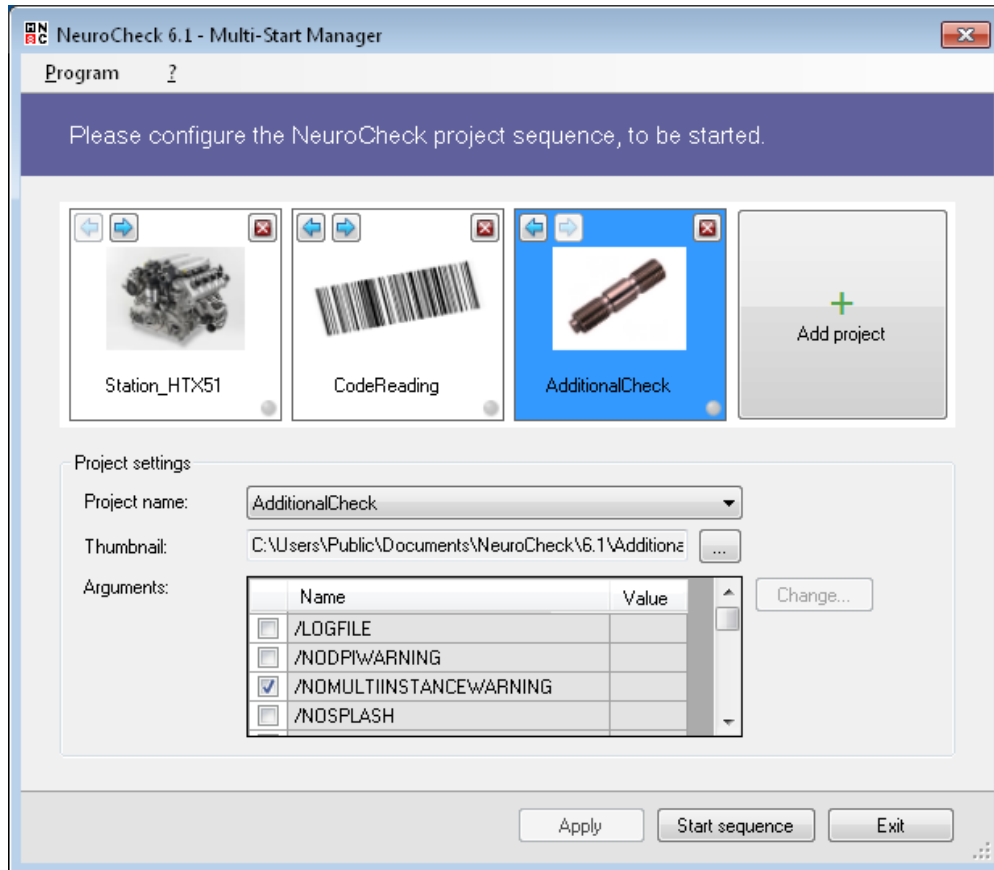 NeuroCheck 6.1 - Multi-Start Manager
Program ?
Please configure the NeuroCheck project sequence, to be started.
Station_HTX51
CodeReading
AdditionalCheck
+
Add project
Project settings
Project name: AdditionalCheck
Thumbnail: C:\Users\Public\Documents\NeuroCheck\6.1\Additiona ...
Arguments: Name Value Change...
/LOGFILE
/NODPIWARNING
/NOMULTIINSTANCEWARNING
/NOSPLASH
Apply Start sequence Exit